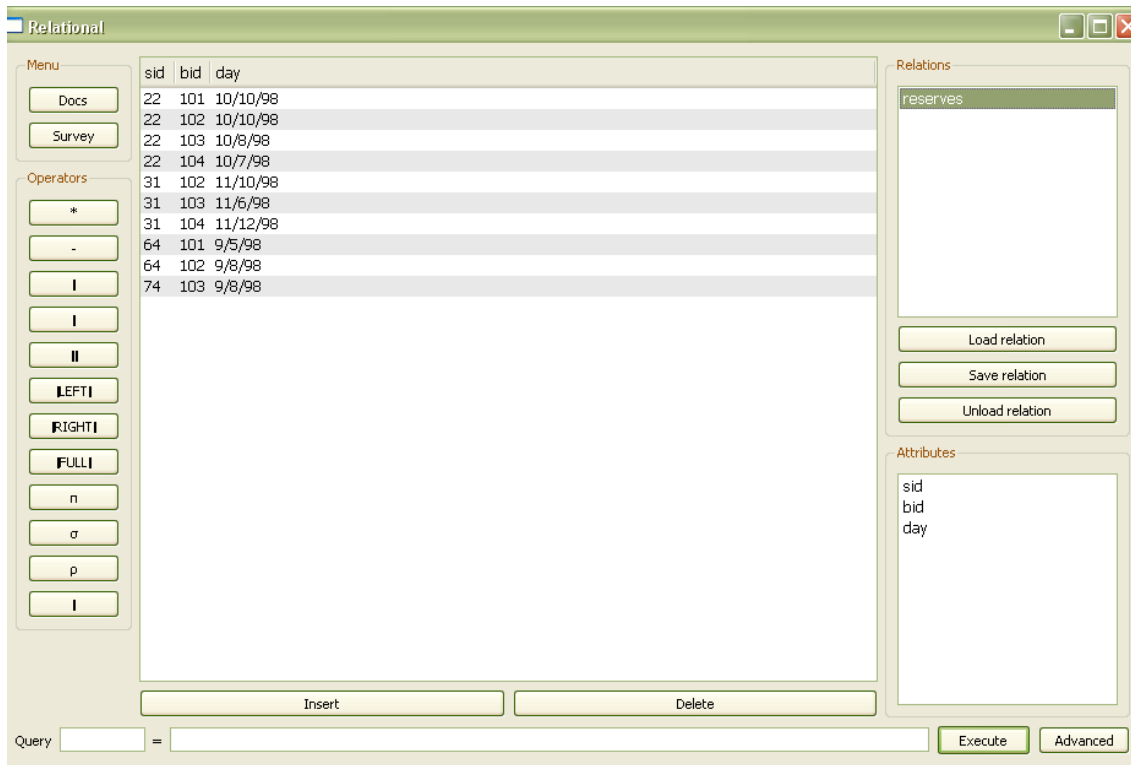 Relational
Menu
Docs
Survey
Operators
*
-
LEFT
RIGHT
FULL
π
σ
ρ
sid bid day
22 101 10/10/98
22 102 10/10/98
22 103 10/8/98
22 104 10/7/98
31 102 11/10/98
31 103 11/6/98
31 104 11/12/98
64 101 9/5/98
64 102 9/8/98
74 103 9/8/98
Insert Delete
Relations
reserves
Load relation
Save relation
Unload relation
Attributes
sid
bid
day
Query = Execute Advanced